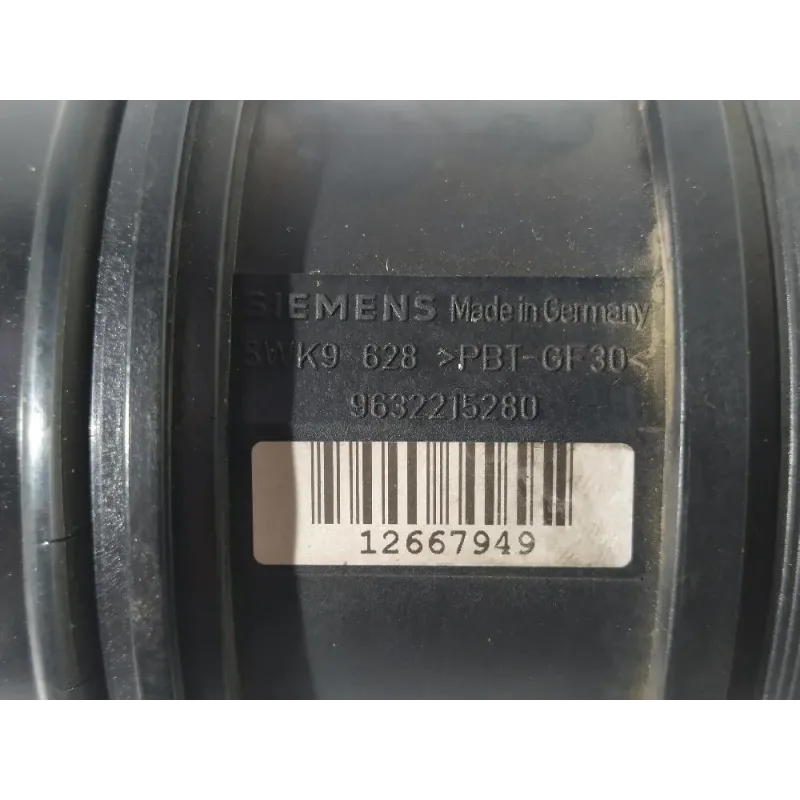 SIEMENS Made in Germany
5WK9 628 >PBT-GF30<
9632215280
12667949